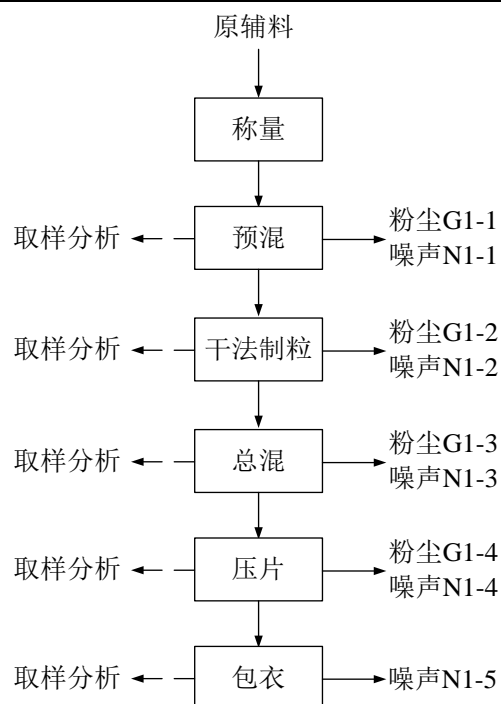 原辅料
称量
取样分析
预混
粉尘G1-1
噪声N1-1
取样分析
干法制粒
粉尘G1-2
噪声N1-2
取样分析
总混
粉尘G1-3
噪声N1-3
取样分析
压片
粉尘G1-4
噪声N1-4
取样分析
包衣
噪声N1-5